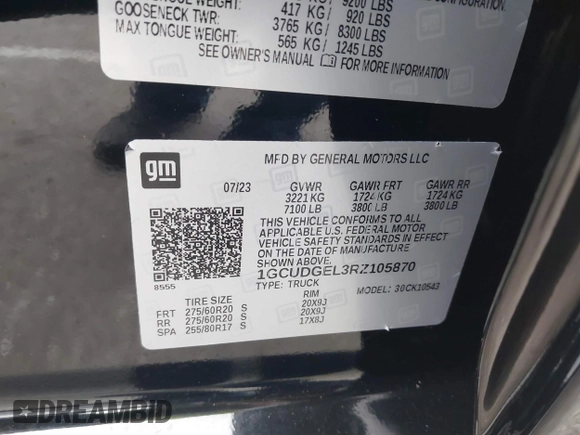 417 KG / 920 LBS
GOOSENECK TWR: 3765 KG / 8300 LBS
MAX TONGUE WEIGHT: 565 KG / 1245 LBS
SEE OWNER'S MANUAL FOR MORE INFORMATION
gm
MFD BY GENERAL MOTORS LLC
07/23 GVWR GAWR FRT GAWR RR
3221 KG 1724 KG 1724 KG
7100 LB 3800 LB 3800 LB
THIS VEHICLE CONFORMS TO ALL
APPLICABLE U.S. FEDERAL MOTOR
VEHICLE SAFETY STANDARDS IN
EFFECT ON THE DATE OF
MANUFACTURE SHOWN ABOVE.
1GCUDGEL3RZ105870
8555
TYPE: TRUCK MODEL:
TIRE SIZE RIM
FRT 275/60R20 S 20X9J
RR 275/60R20 S 20X9J
SPA 255/80R17 S 17X8J
DREAMBID